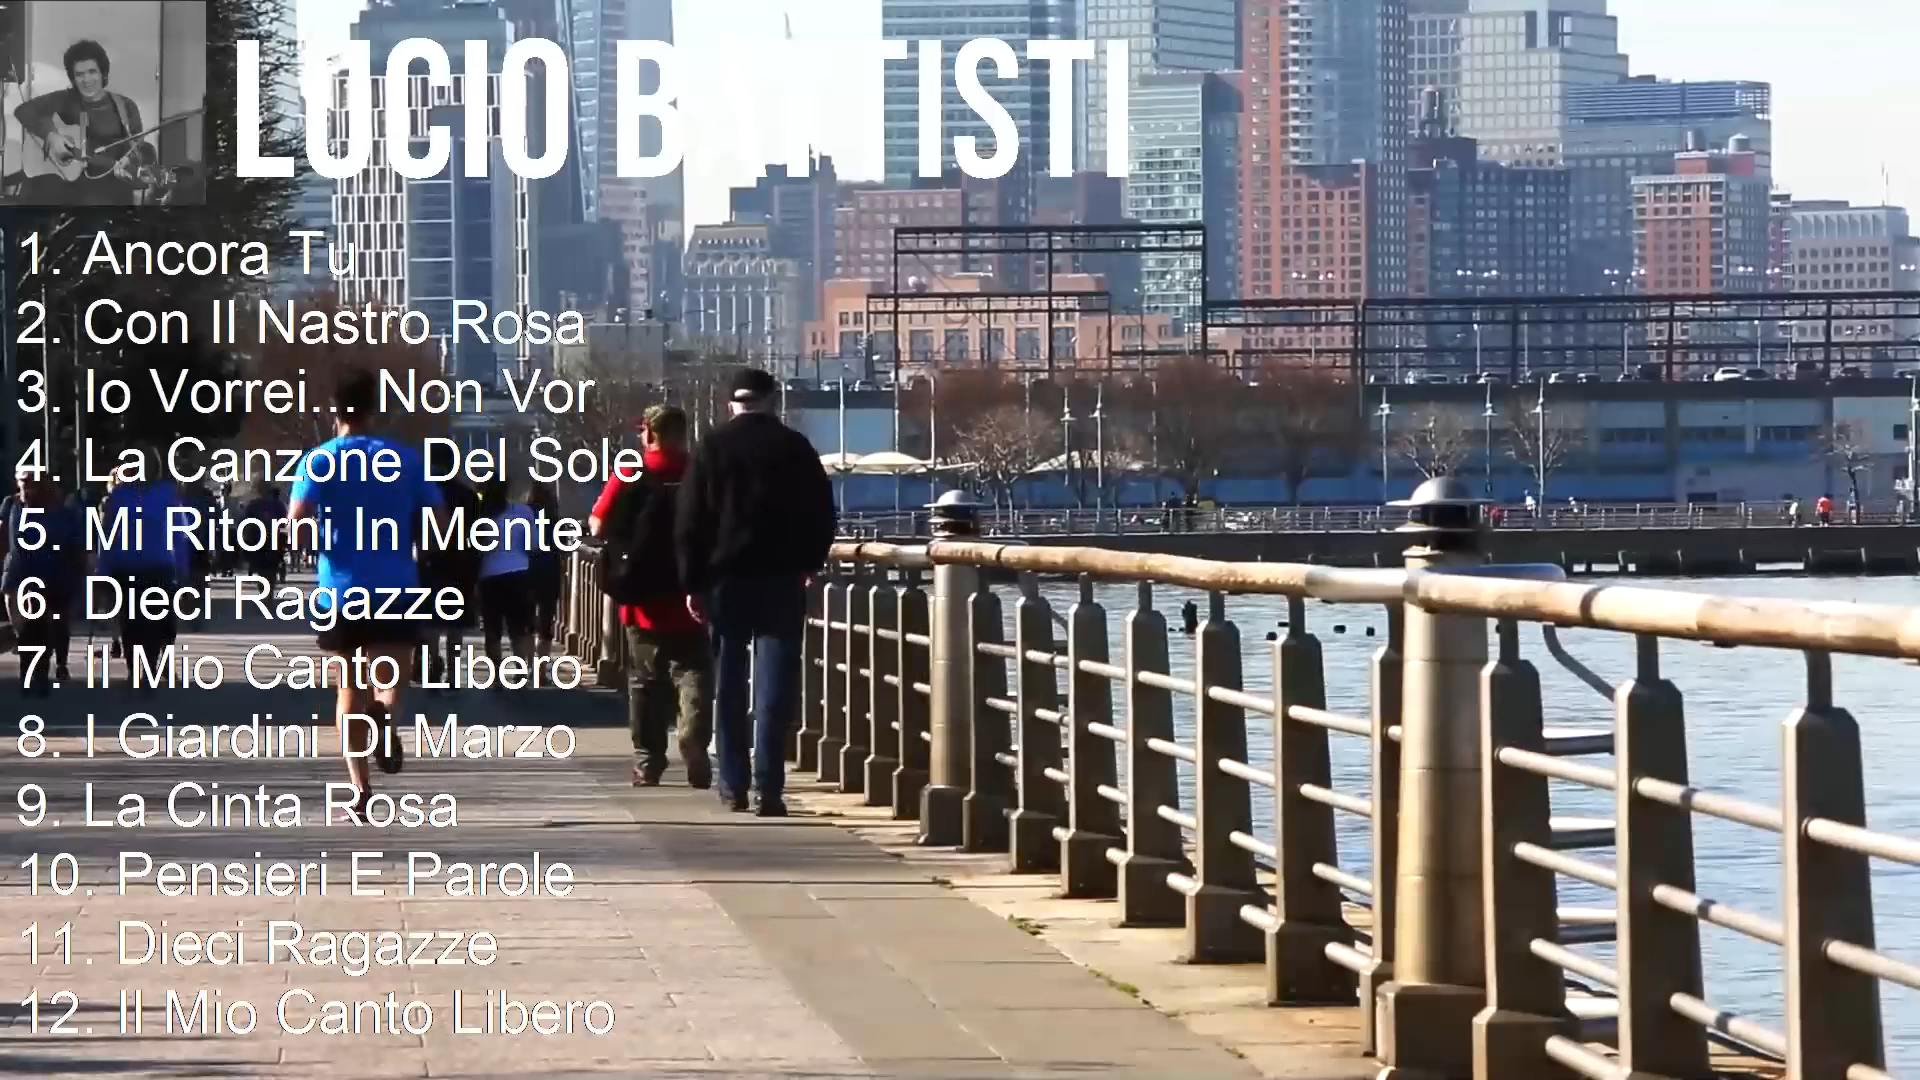 LUCIO BATTISTI
1. Ancora Tu
2. Con Il Nastro Rosa
3. Io Vorrei... Non Vor
4. La Canzone Del Sole
5. Mi Ritorni In Mente
6. Dieci Ragazze
7. Il Mio Canto Libero
8. I Giardini Di Marzo
9. La Cinta Rosa
10. Pensieri E Parole
11. Dieci Ragazze
12. Il Mio Canto Libero